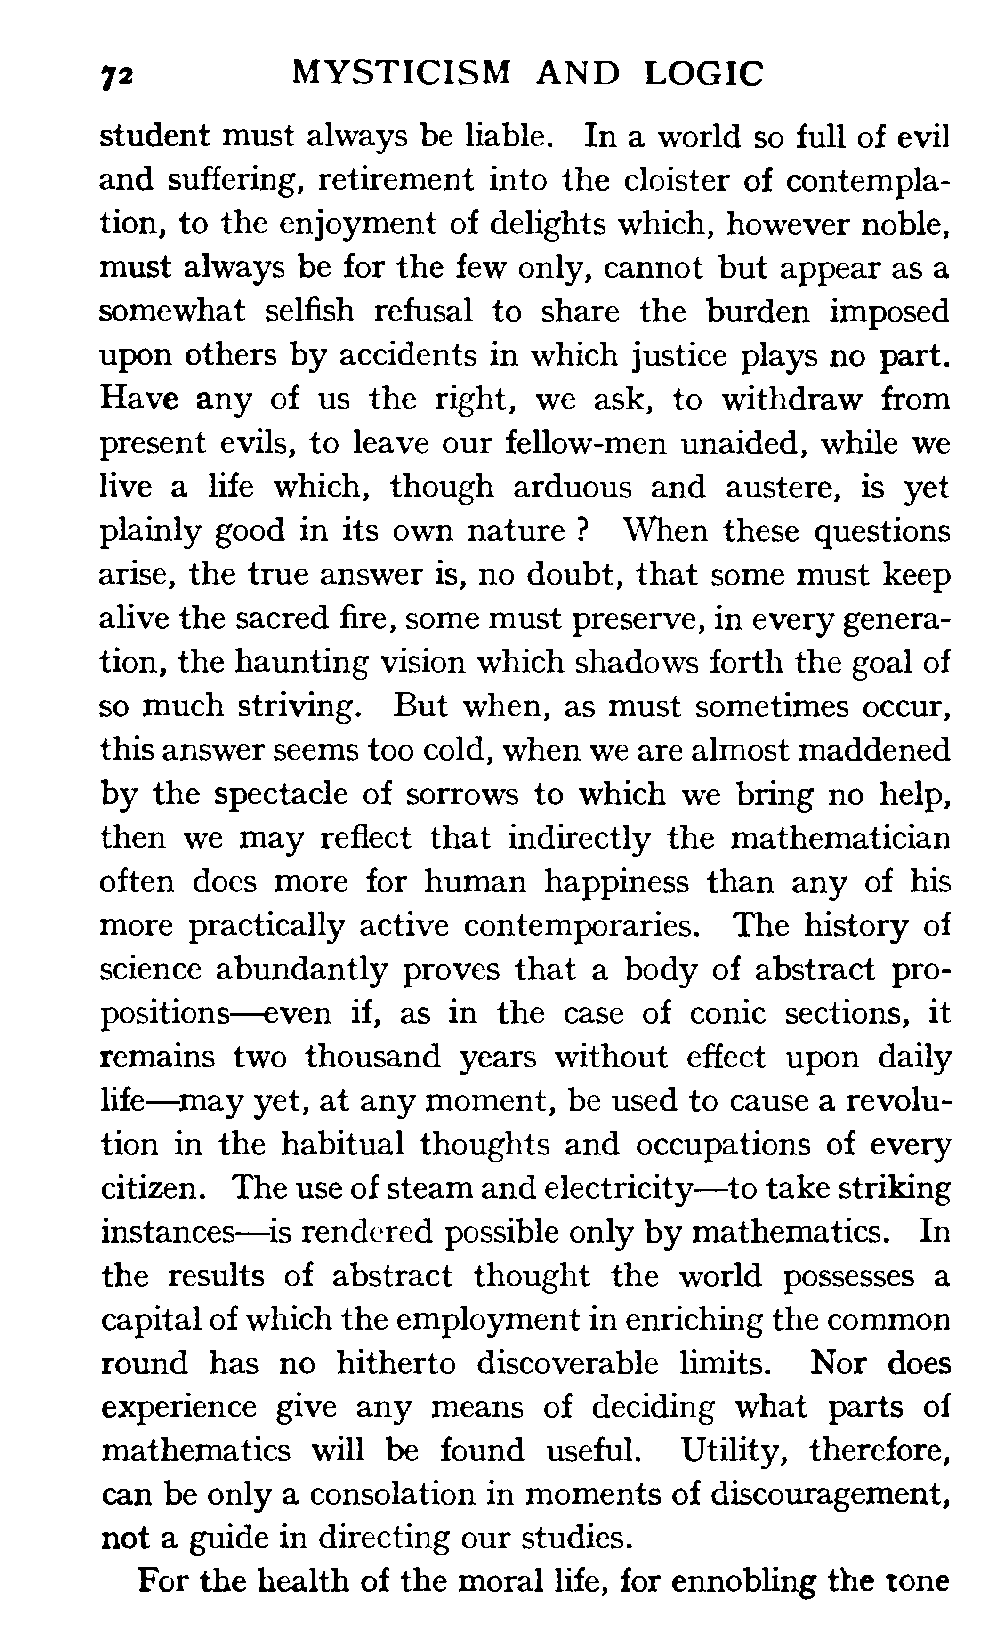 72 MYSTICISM AND LOGIC
student must always be liable. In a world so full of evil
and suffering, retirement into the cloister of contempla-
tion, to the enjoyment of delights which, however noble,
must always be for the few only, cannot but appear as a
somewhat selfish refusal to share the burden imposed
upon others by accidents in which justice plays no part.
Have any of us the right, we ask, to withdraw from
present evils, to leave our fellow-men unaided, while we
live a life which, though arduous and austere, is yet
plainly good in its own nature ? When these questions
arise, the true answer is, no doubt, that some must keep
alive the sacred fire, some must preserve, in every genera-
tion, the haunting vision which shadows forth the goal of
so much striving. But when, as must sometimes occur,
this answer seems too cold, when we are almost maddened
by the spectacle of sorrows to which we bring no help,
then we may reflect that indirectly the mathematician
often does more for human happiness than any of his
more practically active contemporaries. The history of
science abundantly proves that a body of abstract pro-
positions—even if, as in the case of conic sections, it
remains two thousand years without effect upon daily
life—may yet, at any moment, be used to cause a revolu-
tion in the habitual thoughts and occupations of every
citizen. The use of steam and electricity—to take striking
instances—is rendered possible only by mathematics. In
the results of abstract thought the world possesses a
capital of which the employment in enriching the common
round has no hitherto discoverable limits. Nor does
experience give any means of deciding what parts of
mathematics will be found useful. Utility, therefore,
can be only a consolation in moments of discouragement,
not a guide in directing our studies.
For the health of the moral life, for ennobling the tone